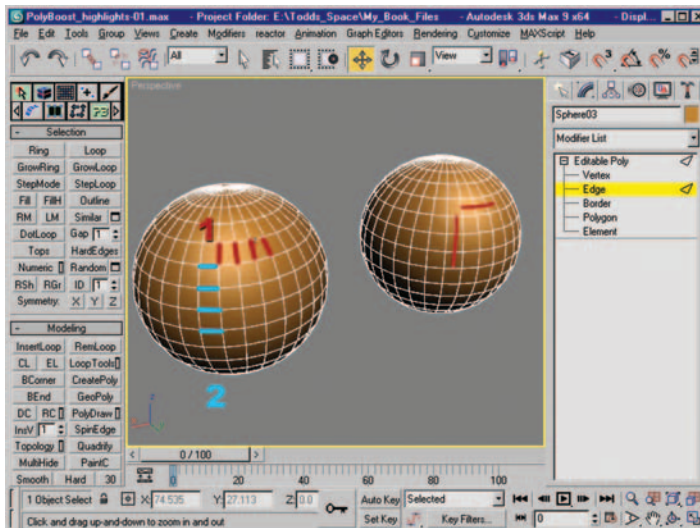 PolyBoost_highlights-01.max - Project Folder: E:\Todds_Space\My_Book_Files - Autodesk 3ds Max 9 x64 - Displ...
File Edit Tools Group Views Create Modifiers reactor Animation Graph Editors Rendering Customize MAXScript Help
All View
Perspective
Selection
Ring Loop
GrowRing GrowLoop
StepMode StepLoop
Fill FillH Outline
RM LM Similar
DotLoop Gap 1
Tops HardEdges
Numeric Random
RSh RGr ID 1
Symmetry: X Y Z
Modeling
InsertLoop RemLoop
CL EL LoopTools
BCorner CreatePoly
BEnd GeoPoly
DC RC PolyDraw
InsV 1 SpinEdge
Topology Quadrify
MultiHide PaintC
Smooth Hard 30
1
2
Sphere03
Modifier List
Editable Poly
Vertex
Edge
Border
Polygon
Element
0 / 100
0 20 40 60 80 100
1 Object Select X: 74.535 Y: 27.113 Z: 0.0 Auto Key Selected
Click and drag up-and-down to zoom in and out Set Key Key Filters... 0